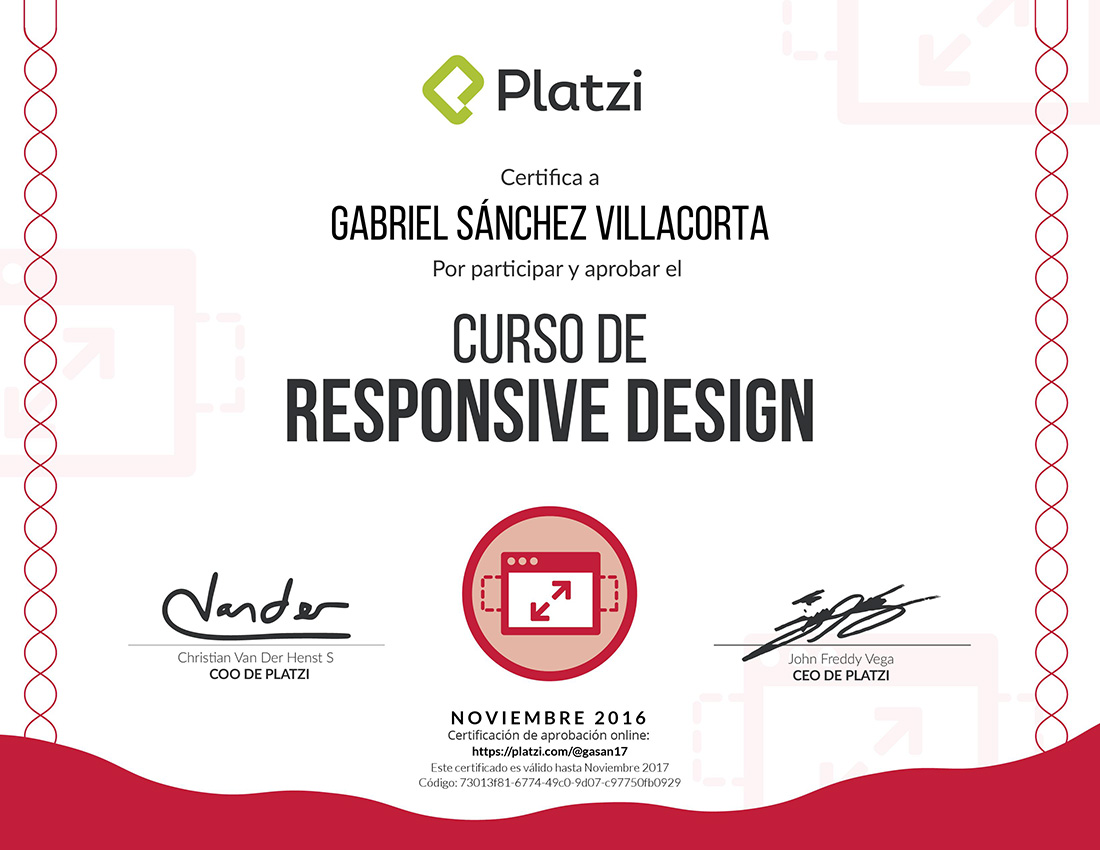 Platzi
Certifica a
GABRIEL SÁNCHEZ VILLACORTA
Por participar y aprobar el
CURSO DE
RESPONSIVE DESIGN
Vander
Christian Van Der Henst S
COO DE PLATZI
John Freddy Vega
CEO DE PLATZI
NOVIEMBRE 2016
Certificación de aprobación online:
https://platzi.com/@gasan17
Este certificado es válido hasta Noviembre 2017
Código: 73013f81-6774-49c0-9d07-c97750fb0929